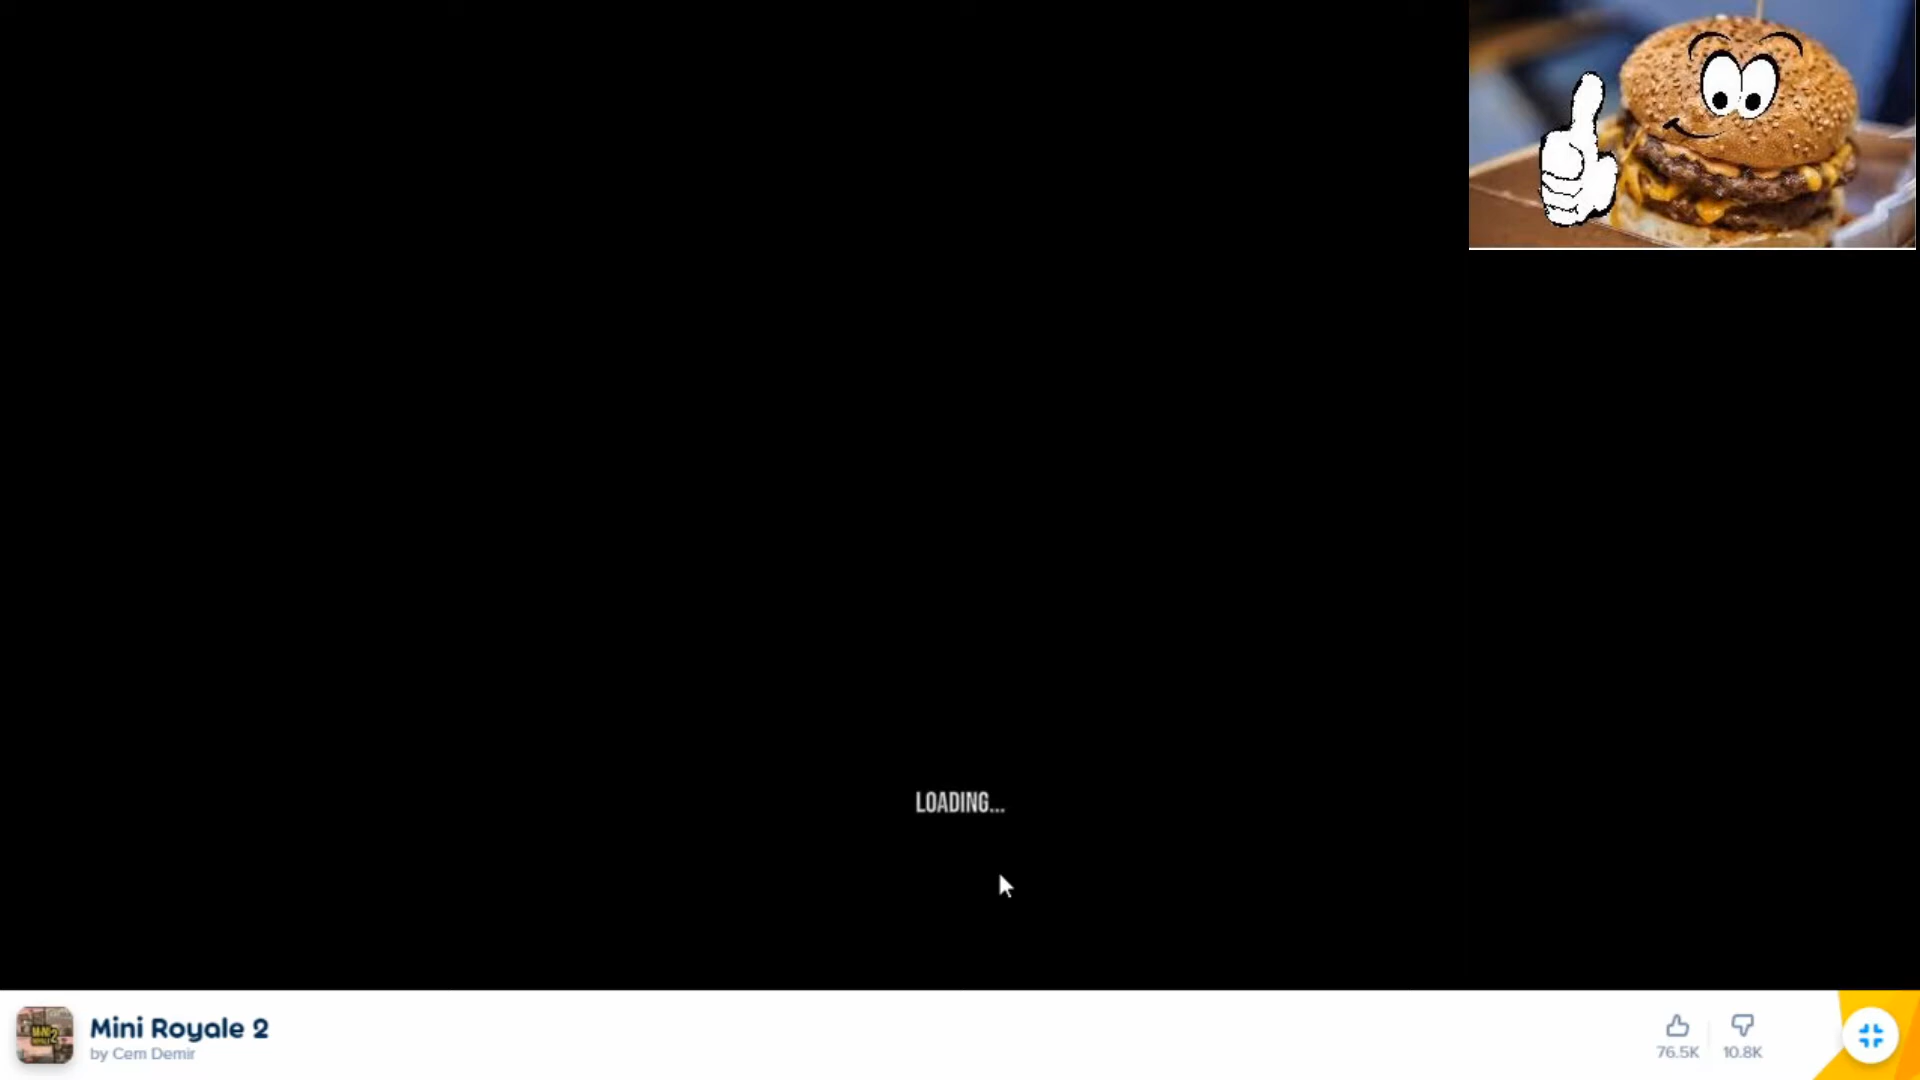 LOADING...
Mini Royale 2
by Cem Demir
76.5K
10.8K